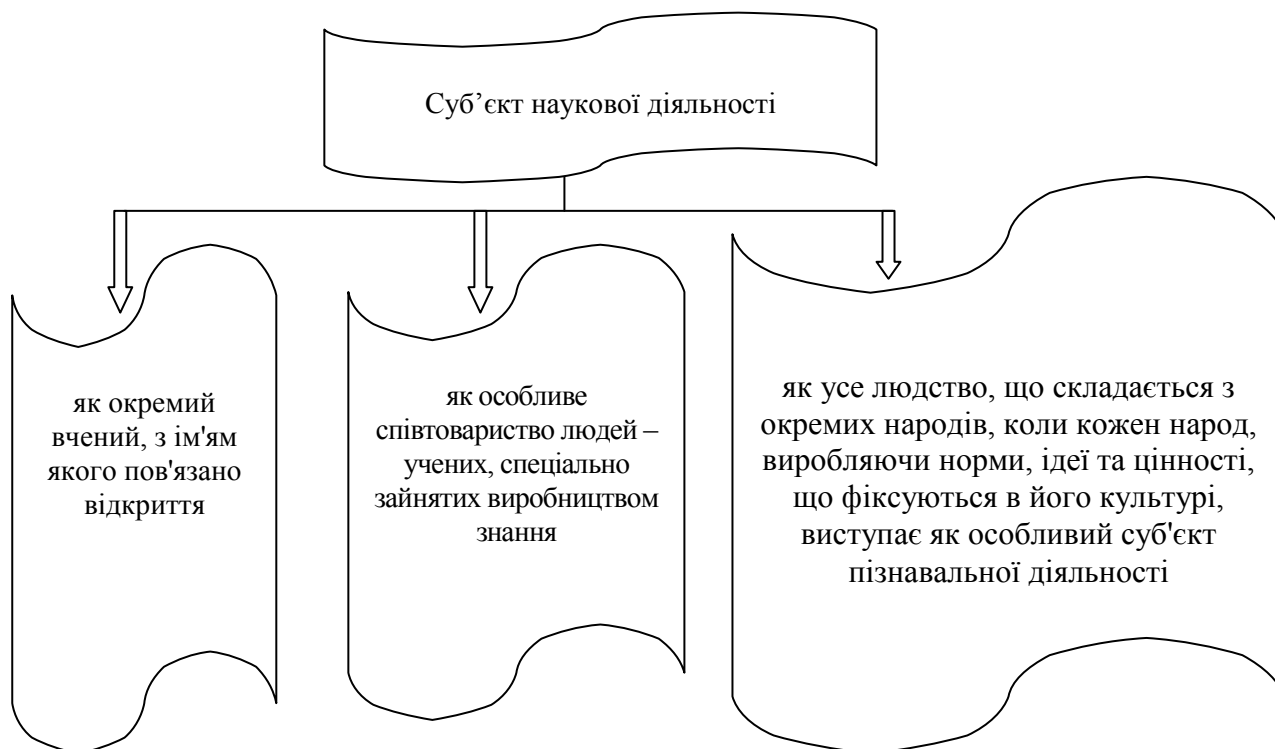 Суб’єкт наукової діяльності
як окремий
вчений, з ім'ям
якого пов'язано
відкриття
як особливе
співтовариство людей –
учених, спеціально
зайнятих виробництвом
знання
як усе людство, що складається з
окремих народів, коли кожен народ,
виробляючи норми, ідеї та цінності,
що фіксуються в його культурі,
виступає як особливий суб'єкт
пізнавальної діяльності